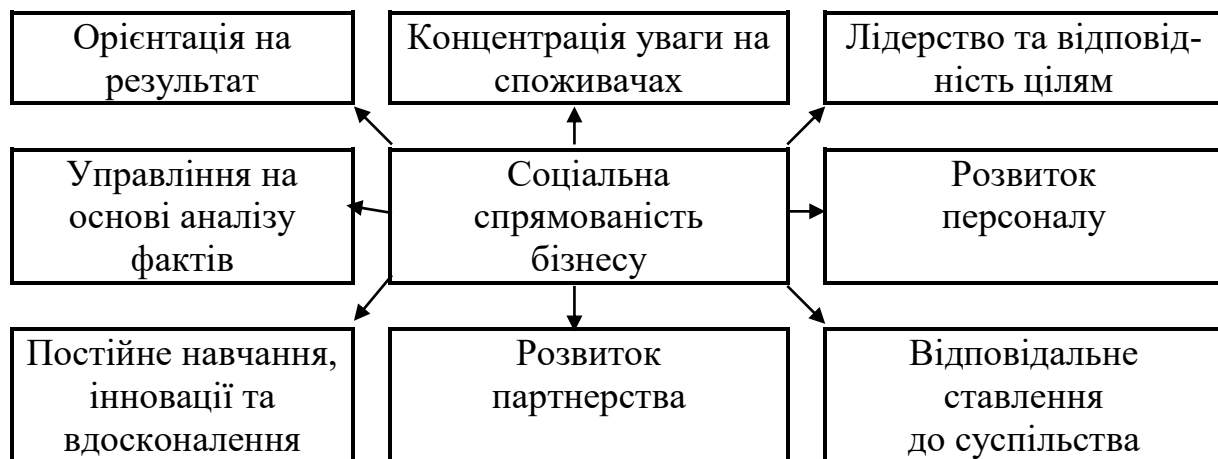 Орієнтація на
результат
Концентрація уваги на
споживачах
Лідерство та відповід-
ність цілям
Управління на
основі аналізу
фактів
Соціальна
спрямованість
бізнесу
Розвиток
персоналу
Постійне навчання,
інновації та
вдосконалення
Розвиток
партнерства
Відповідальне
ставлення
до суспільства